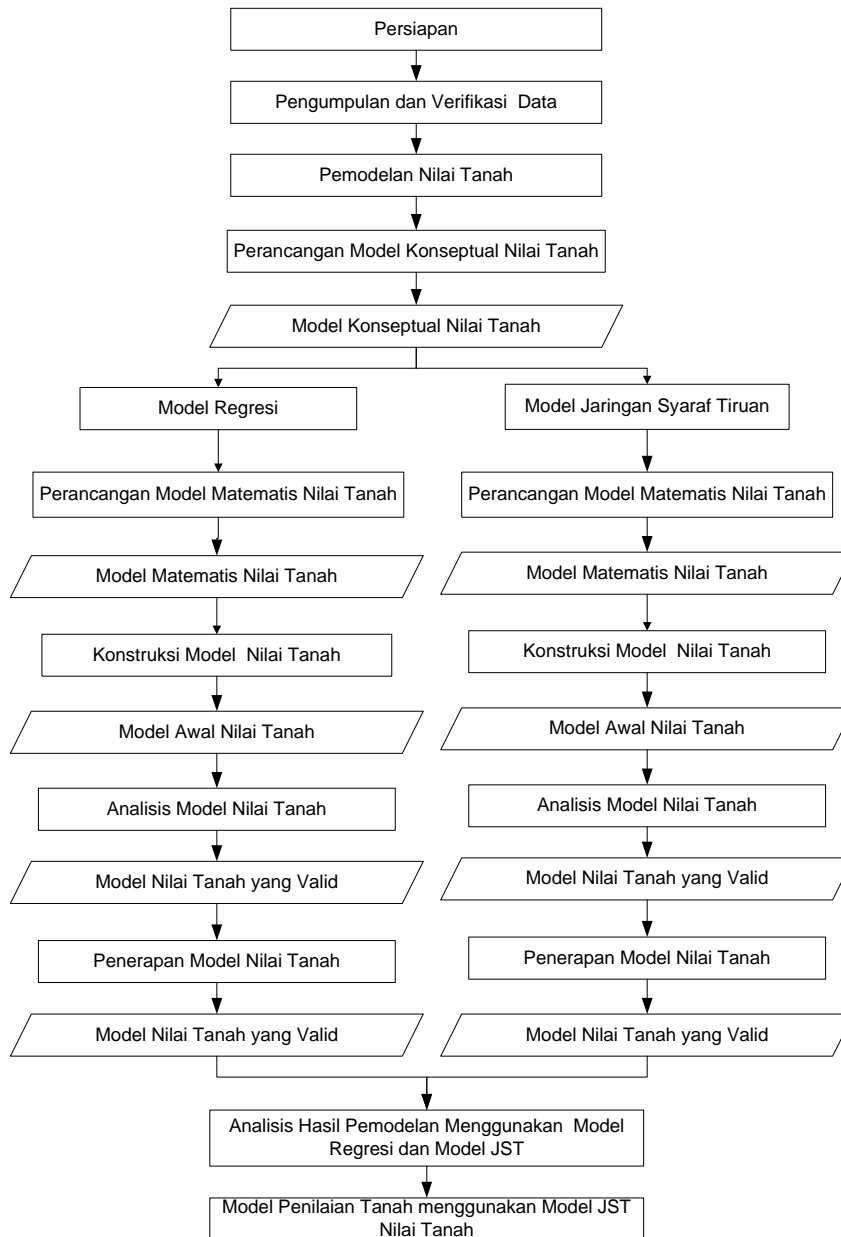 Persiapan
Pengumpulan dan Verifikasi  Data
Pemodelan Nilai Tanah
Perancangan Model Konseptual Nilai Tanah
Model Konseptual Nilai Tanah
Model Regresi
Model Jaringan Syaraf Tiruan
Perancangan Model Matematis Nilai Tanah
Perancangan Model Matematis Nilai Tanah
Model Matematis Nilai Tanah
Model Matematis Nilai Tanah
Konstruksi Model  Nilai Tanah
Konstruksi Model  Nilai Tanah
Model Awal Nilai Tanah
Model Awal Nilai Tanah
Analisis Model Nilai Tanah
Analisis Model Nilai Tanah
Model Nilai Tanah yang Valid
Model Nilai Tanah yang Valid
Penerapan Model Nilai Tanah
Penerapan Model Nilai Tanah
Model Nilai Tanah yang Valid
Model Nilai Tanah yang Valid
Analisis Hasil Pemodelan Menggunakan  Model
Regresi dan Model JST
Model Penilaian Tanah menggunakan Model JST
Nilai Tanah